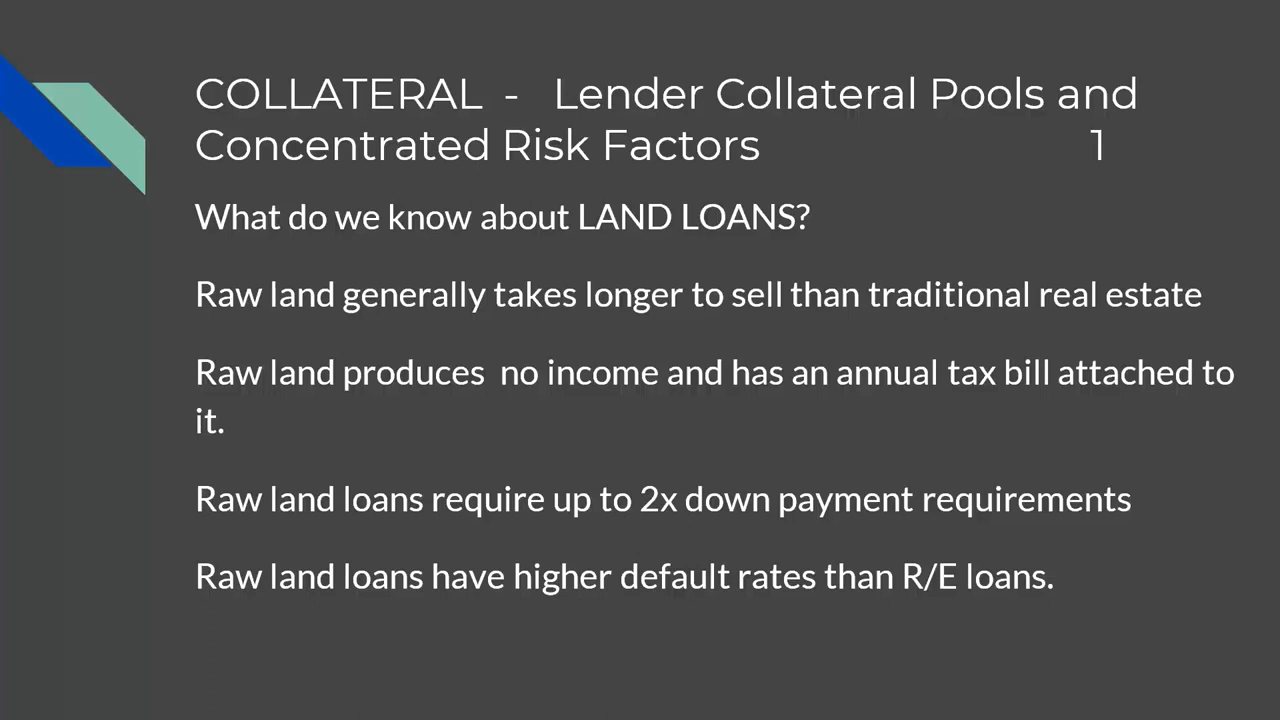 COLLATERAL - Lender Collateral Pools and
Concentrated Risk Factors 1
What do we know about LAND LOANS?
Raw land generally takes longer to sell than traditional real estate
Raw land produces no income and has an annual tax bill attached to
it.
Raw land loans require up to 2x down payment requirements
Raw land loans have higher default rates than R/E loans.